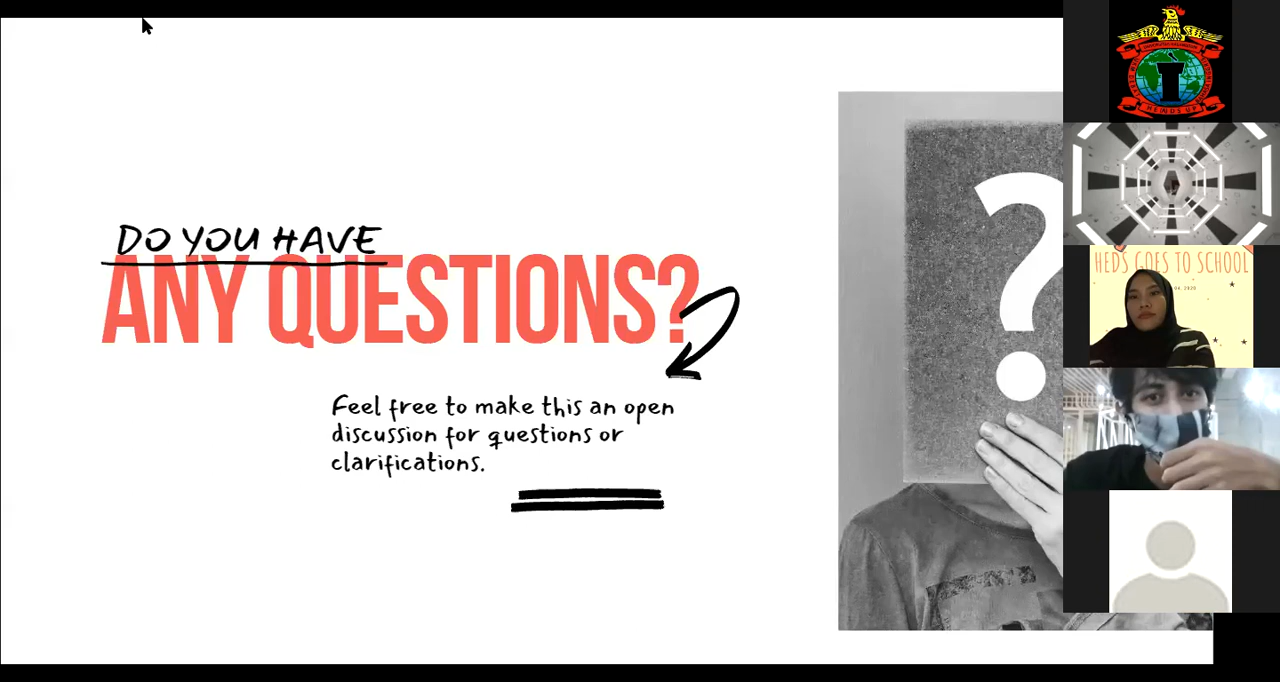 DO YOU HAVE
ANY QUESTIONS?
Feel free to make this an open
discussion for questions or
clarifications.
HEDS GOES TO SCHOOL